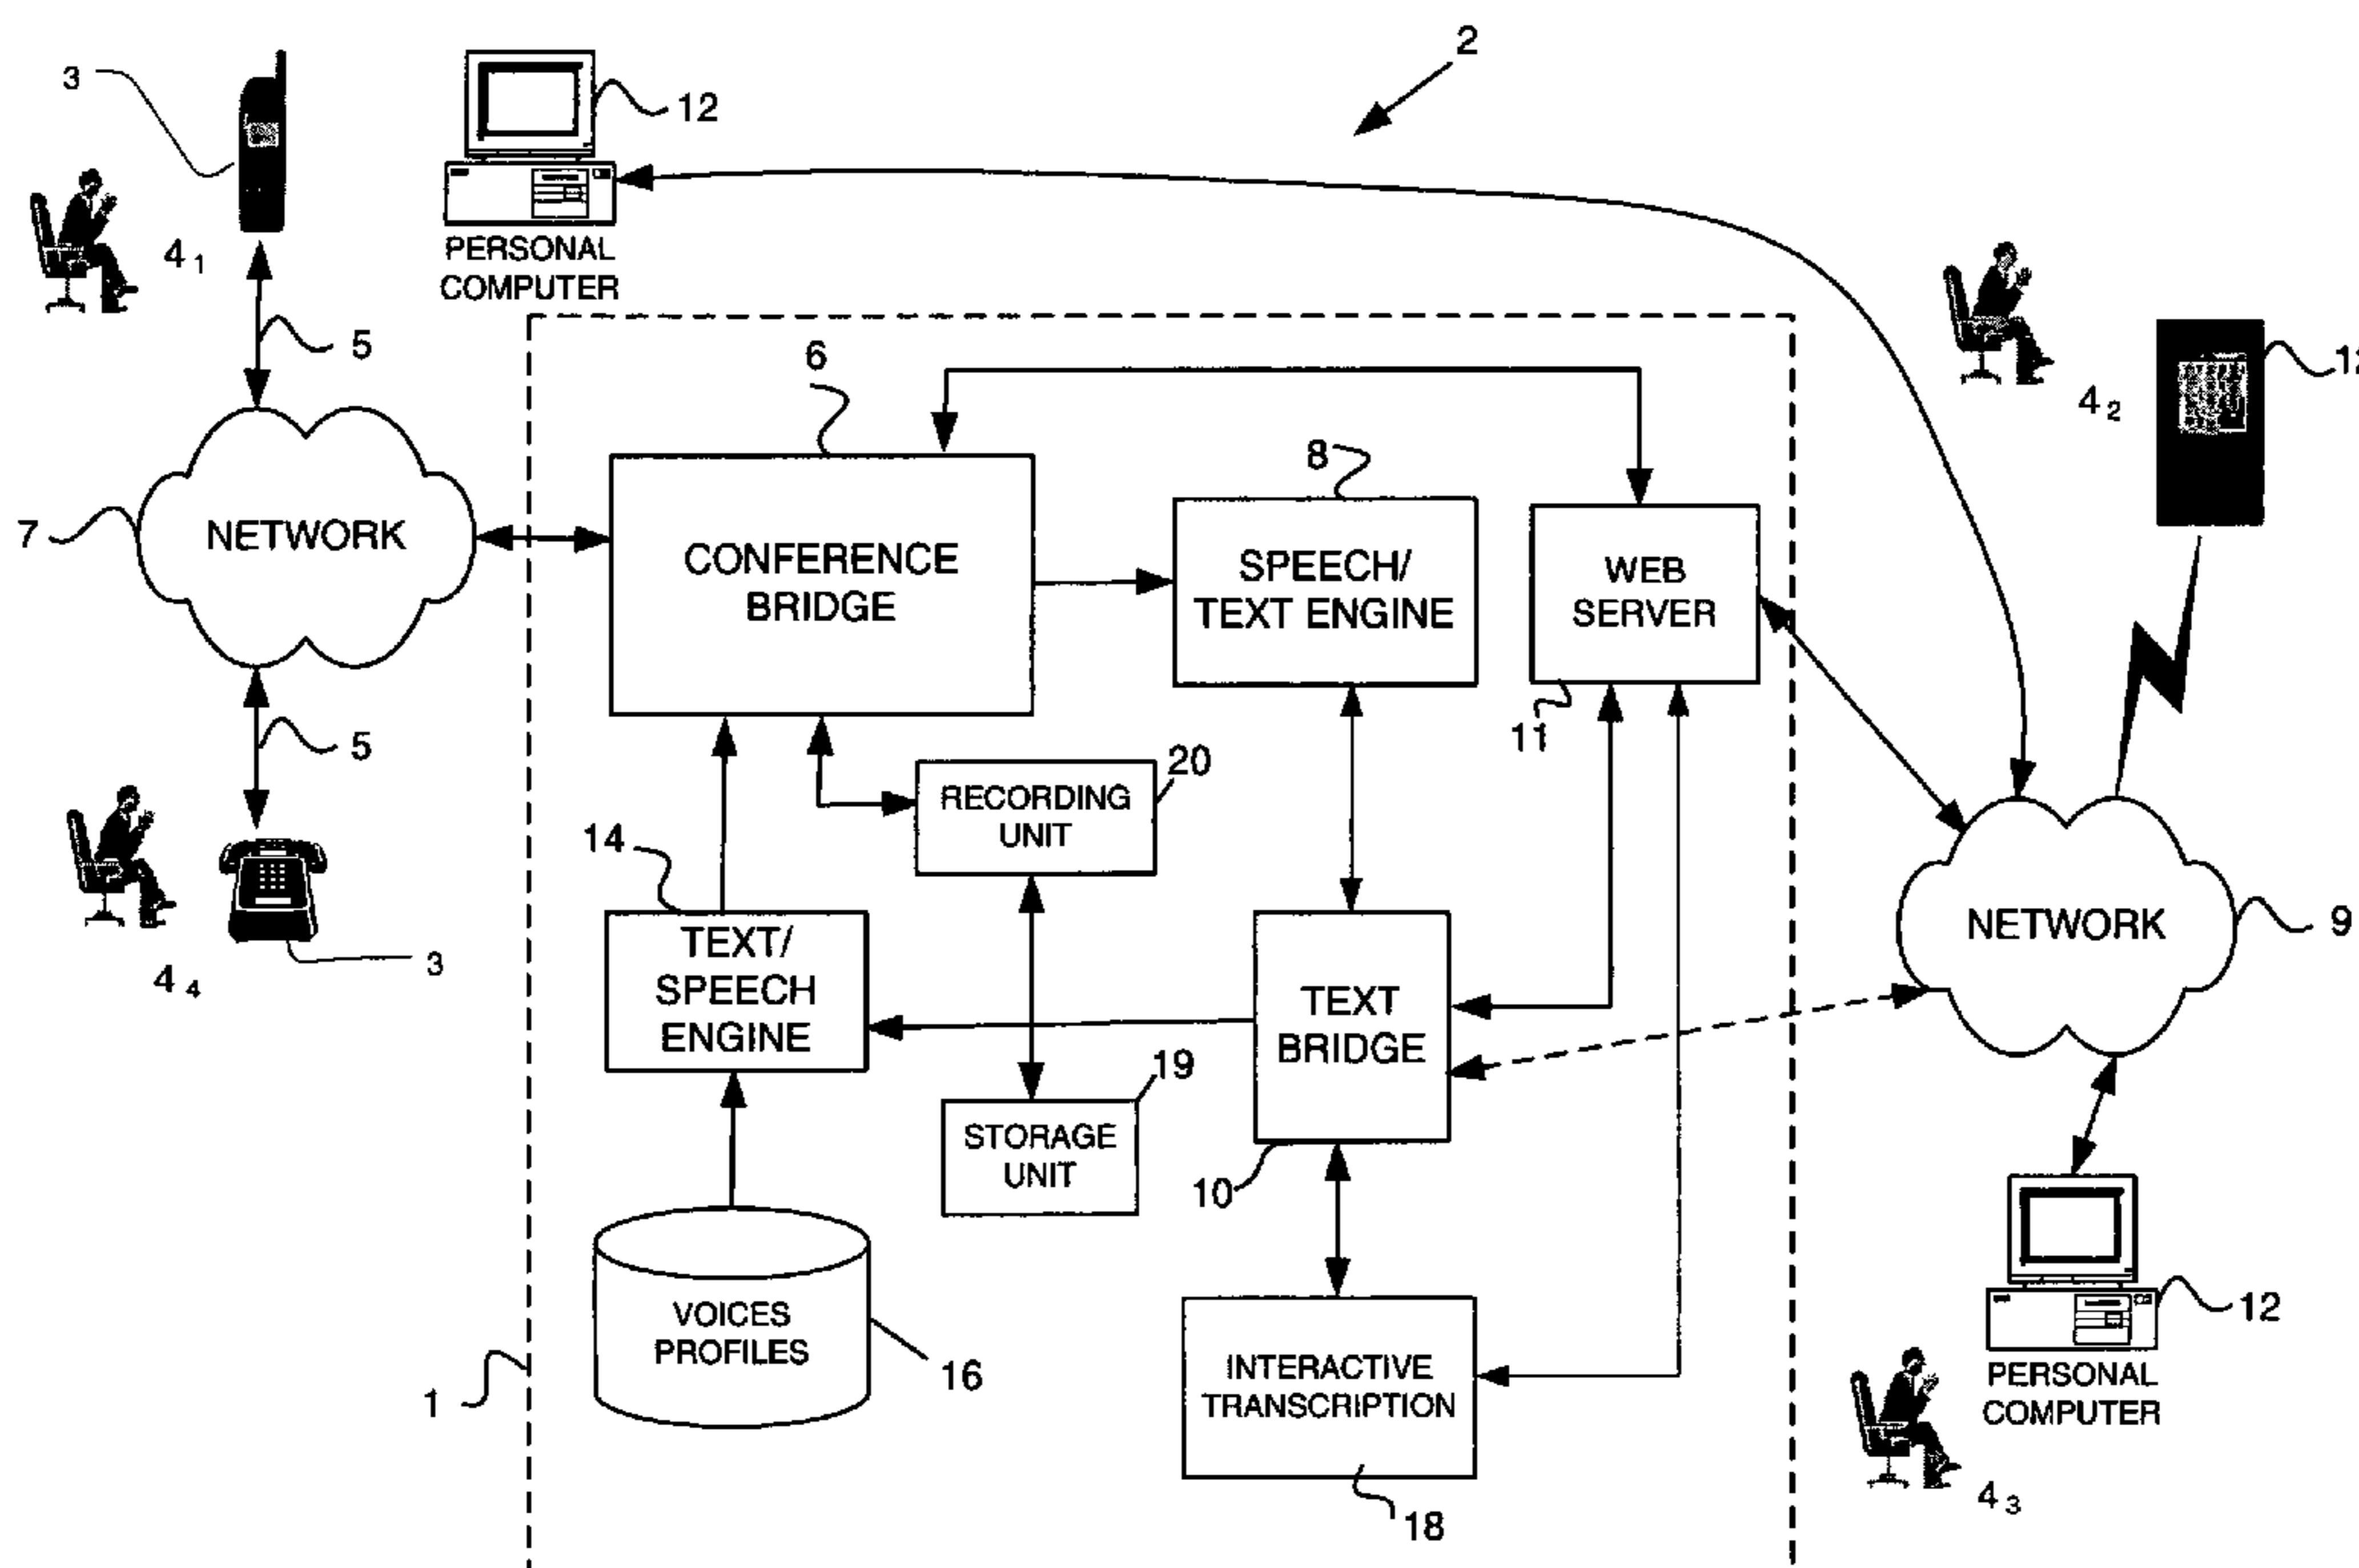 2
3
12
PERSONAL
COMPUTER
4 1
5
6
12
4 2
8
7
NETWORK
CONFERENCE
BRIDGE
SPEECH/
TEXT ENGINE
WEB
SERVER
11
5
20
RECORDING
UNIT
14
4 4
3
TEXT/
SPEECH
ENGINE
TEXT
BRIDGE
NETWORK
9
19
STORAGE
UNIT
10
VOICES
PROFILES
16
1
INTERACTIVE
TRANSCRIPTION
18
12
PERSONAL
COMPUTER
4 3